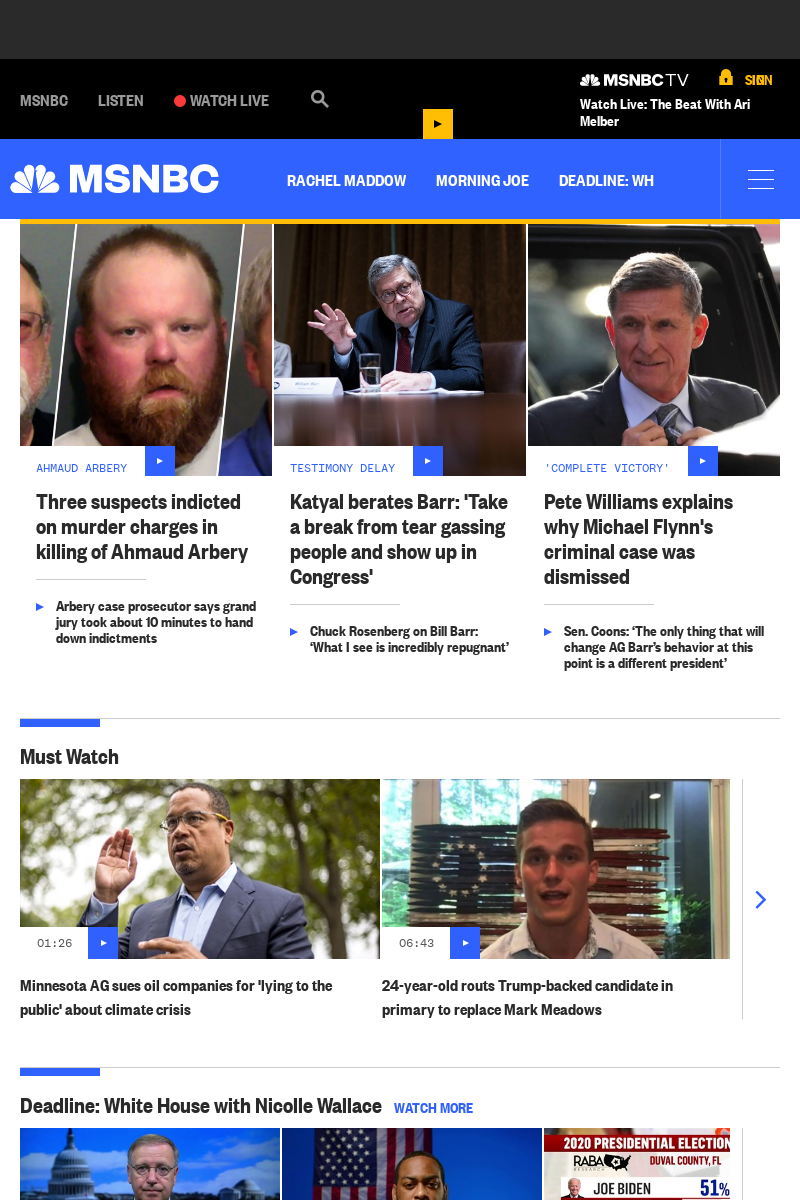 MSNBC
LISTEN
WATCH LIVE
MSNBC TV
Watch Live: The Beat With Ari
Melber
MSNBC
RACHEL MADDOW
MORNING JOE
DEADLINE: WH
AHMAUD ARBERY
Three suspects indicted
on murder charges in
killing of Ahmaud Arbery
Arbery case prosecutor says grand
jury took about 10 minutes to hand
down indictments
TESTIMONY DELAY
Katyal berates Barr: 'Take
a break from tear gassing
people and show up in
Congress'
Chuck Rosenberg on Bill Barr:
‘What I see is incredibly repugnant’
'COMPLETE VICTORY'
Pete Williams explains
why Michael Flynn's
criminal case was
dismissed
Sen. Coons: ‘The only thing that will
change AG Barr’s behavior at this
point is a different president’
Must Watch
01:26
Minnesota AG sues oil companies for 'lying to the
public' about climate crisis
06:43
24-year-old routs Trump-backed candidate in
primary to replace Mark Meadows
Deadline: White House with Nicolle Wallace
WATCH MORE
2020 PRESIDENTIAL ELECTION
RABA
RESEARCH
DUVAL COUNTY, FL
JOE BIDEN
51%